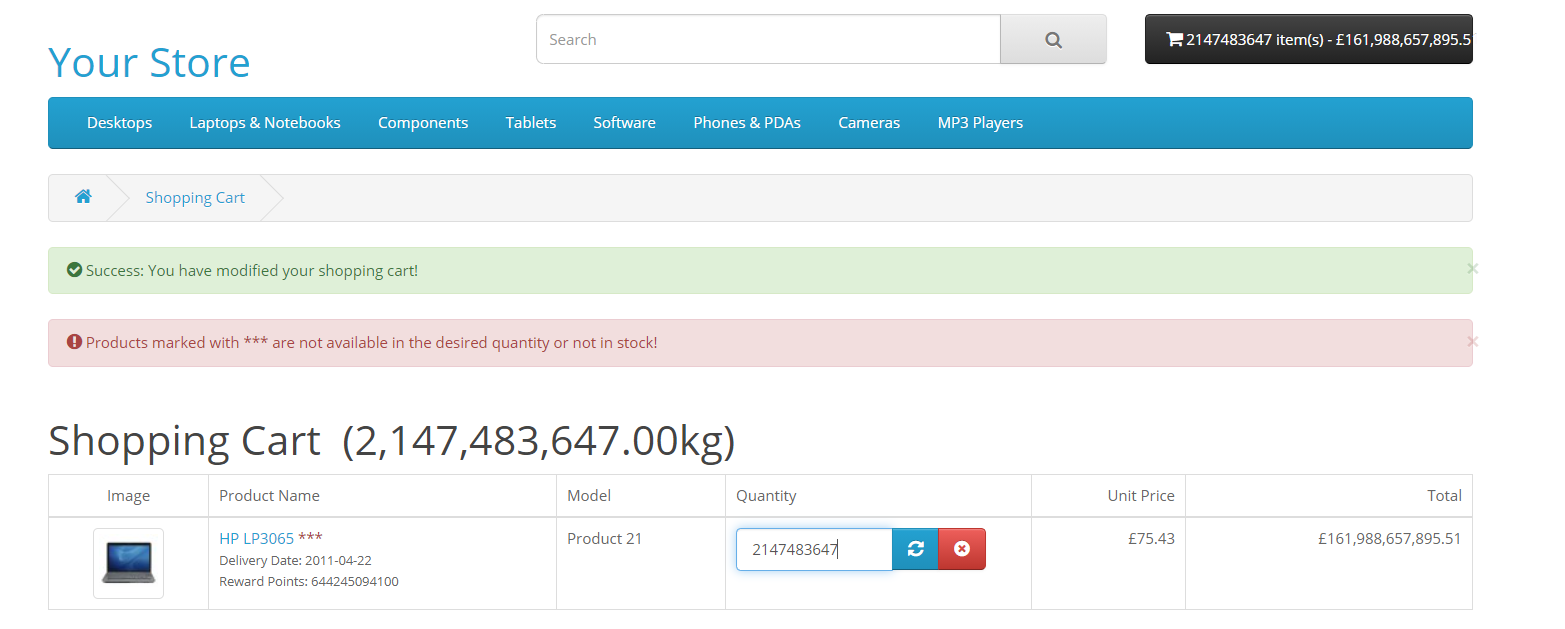 Your Store
Search
2147483647 item(s) - £161,988,657,895.5
Desktops Laptops & Notebooks Components Tablets Software Phones & PDAs Cameras MP3 Players
Shopping Cart
Success: You have modified your shopping cart!
×
Products marked with *** are not available in the desired quantity or not in stock!
×
Shopping Cart (2,147,483,647.00kg)
Image Product Name Model Quantity Unit Price Total
HP LP3065 *** Product 21 2147483647 £75.43 £161,988,657,895.51
Delivery Date: 2011-04-22
Reward Points: 644245094100